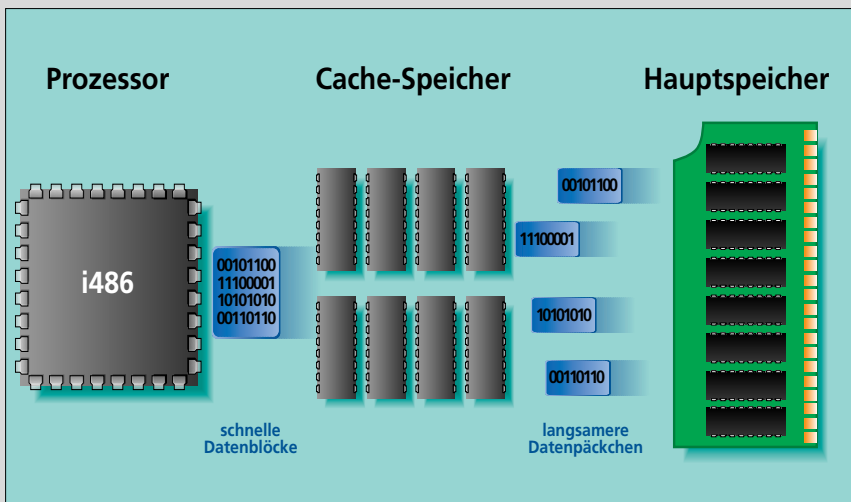 Prozessor
Cache-Speicher
Hauptspeicher
i486
00101100
11100001
10101010
00110110
00101100
11100001
10101010
00110110
schnelle
Datenblöcke
langsamere
Datenpäckchen